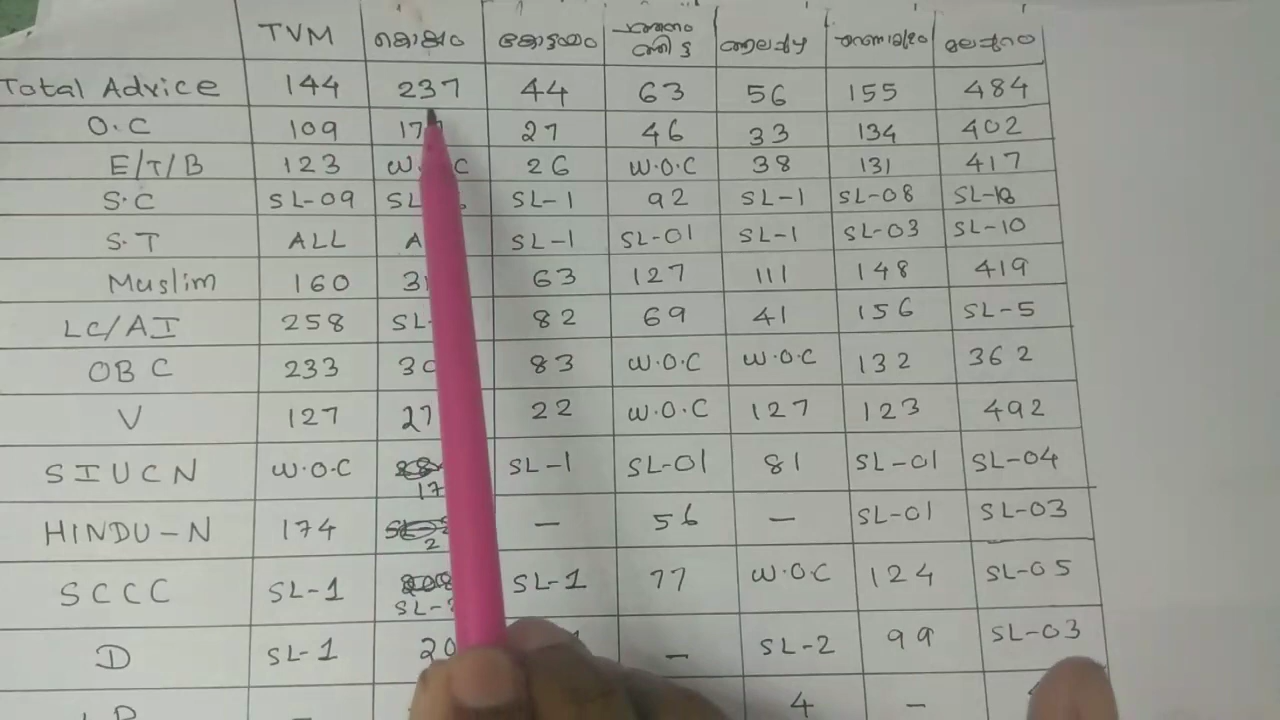 TVM കൊല്ലം കോട്ടയം പത്തനം തിട്ട ആലപ്പുഴ എറണാകുളം മലപ്പുറം
Total Advice 144 237 44 63 56 155 484
O.C 109 27 46 33 134 402
E/T/B 123 26 W.O.C 38 131 417
S.C SL-09 SL-1 92 SL-1 SL-08 SL-18
S.T ALL SL-1 SL-01 SL-1 SL-03 SL-10
Muslim 160 63 127 111 148 419
LC/AI 258 82 69 41 156 SL-5
OBC 233 83 W.O.C W.O.C 132 362
V 127 22 W.O.C 127 123 492
SIUCN W.O.C SL-1 SL-01 81 SL-01 SL-04
HINDU-N 174 - 56 - SL-01 SL-03
SCCC SL-1 SL-1 77 W.O.C 124 SL-05
D SL-1 - SL-2 99 SL-03
4 -